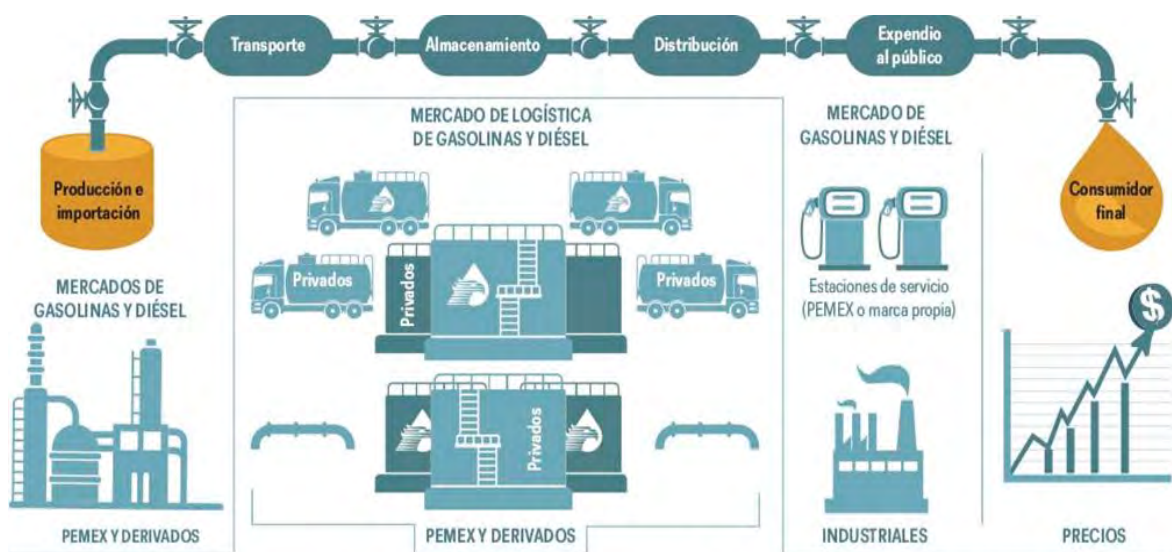 Transporte
Almacenamiento
Distribución
Expendio
al público
Producción e
importación
Consumidor
final
MERCADOS DE
GASOLINAS Y DIÉSEL
PEMEX Y DERIVADOS
MERCADO DE LOGÍSTICA
DE GASOLINAS Y DIÉSEL
Privados
Privados
Privados
Privados
PEMEX Y DERIVADOS
MERCADO DE
GASOLINAS Y DIÉSEL
Estaciones de servicio
(PEMEX o marca propia)
INDUSTRIALES
$
PRECIOS